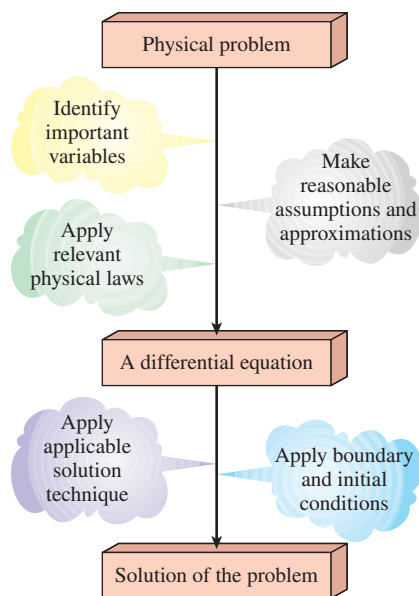 Physical problem
Identify
important
variables
Make
reasonable
assumptions and
approximations
Apply
relevant
physical laws
A differential equation
Apply
applicable
solution
technique
Apply boundary
and initial
conditions
Solution of the problem